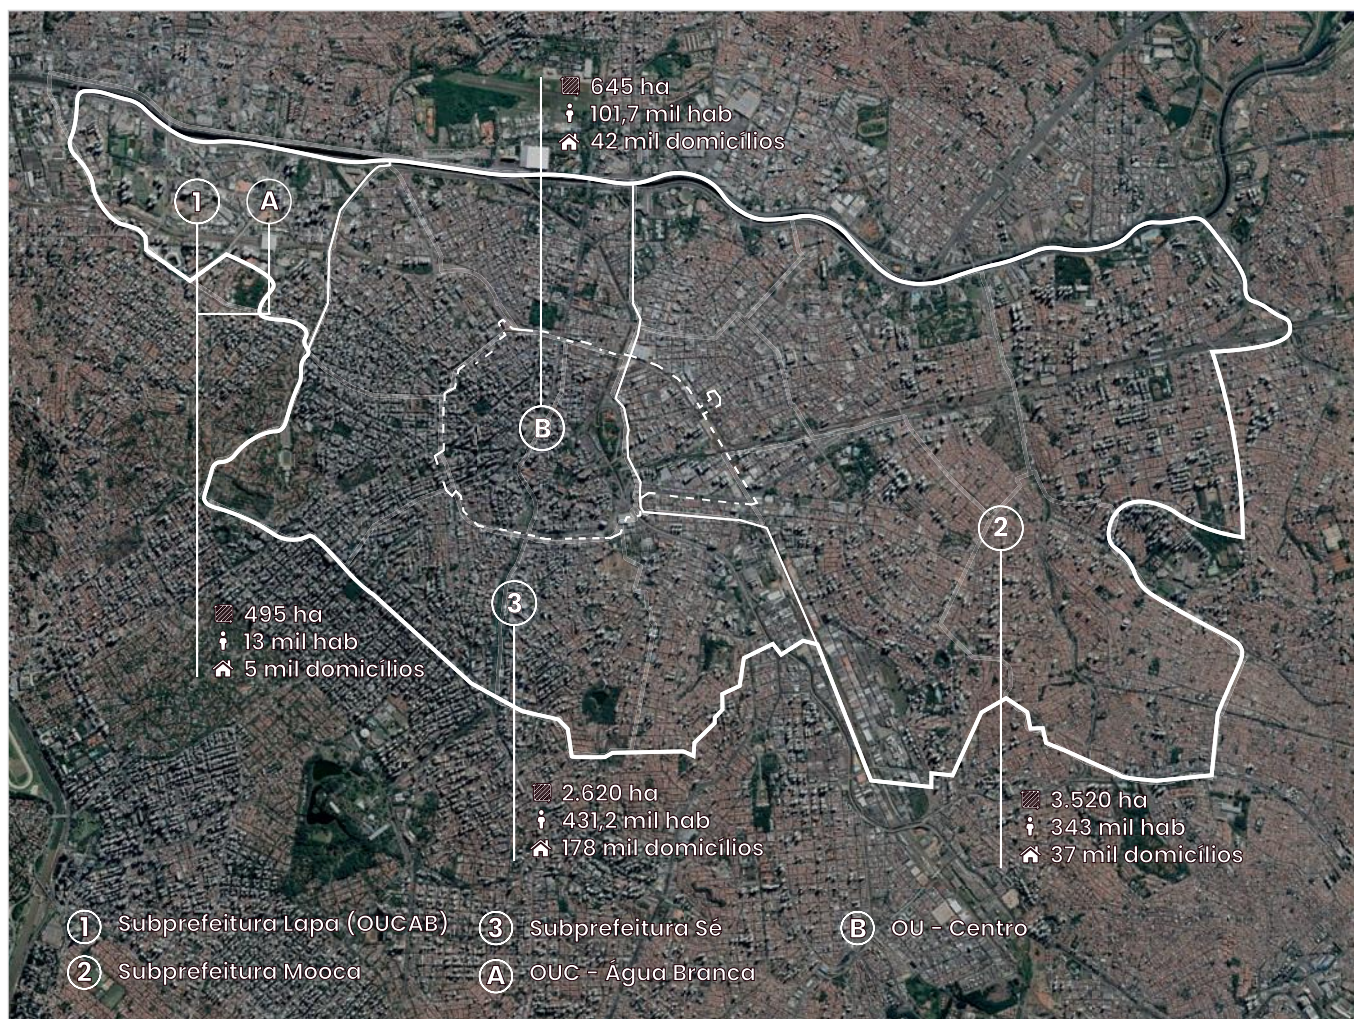 645 ha
101,7 mil hab
42 mil domicílios
1
A
B
2
3
495 ha
13 mil hab
5 mil domicílios
2.620 ha
431,2 mil hab
178 mil domicílios
3.520 ha
343 mil hab
37 mil domicílios
1 Subprefeitura Lapa (OUCAB)
3 Subprefeitura Sé
B OU - Centro
2 Subprefeitura Mooca
A OUC - Água Branca